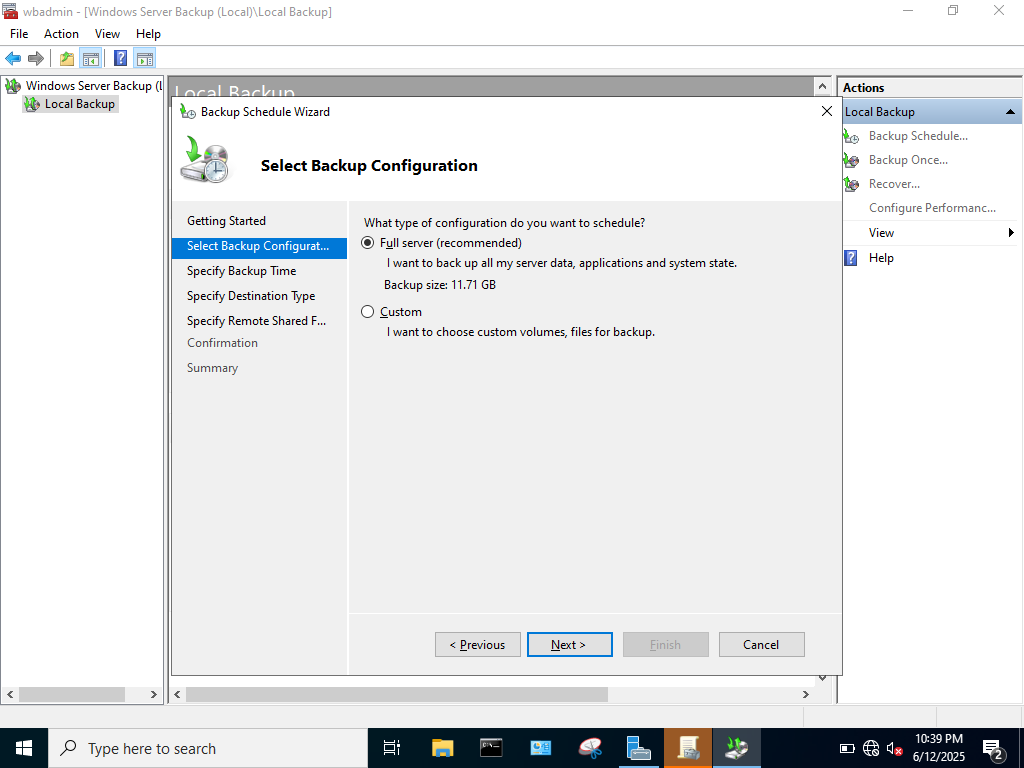 wbadmin - [Windows Server Backup (Local)\Local Backup]
File Action View Help
Windows Server Backup (L
Local Backup
Local Backup
Backup Schedule Wizard
Select Backup Configuration
Getting Started
Select Backup Configurat...
Specify Backup Time
Specify Destination Type
Specify Remote Shared F...
Confirmation
Summary
What type of configuration do you want to schedule?
Full server (recommended)
I want to back up all my server data, applications and system state.
Backup size: 11.71 GB
Custom
I want to choose custom volumes, files for backup.
< Previous
Next >
Finish
Cancel
Actions
Local Backup
Backup Schedule...
Backup Once...
Recover...
Configure Performanc...
View
Help
Type here to search
10:39 PM
6/12/2025
2